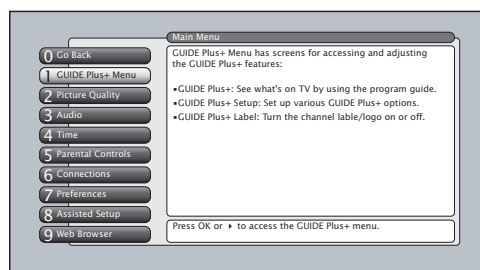 Main Menu
0 Go Back
1 GUIDE Plus+ Menu
2 Picture Quality
3 Audio
4 Time
5 Parental Controls
6 Connections
7 Preferences
8 Assisted Setup
9 Web Browser
GUIDE Plus+ Menu has screens for accessing and adjusting
the GUIDE Plus+ features:
▪GUIDE Plus+: See what's on TV by using the program guide.
▪GUIDE Plus+ Setup: Set up various GUIDE Plus+ options.
▪GUIDE Plus+ Label: Turn the channel lable/logo on or off.
Press OK or ▸ to access the GUIDE Plus+ menu.